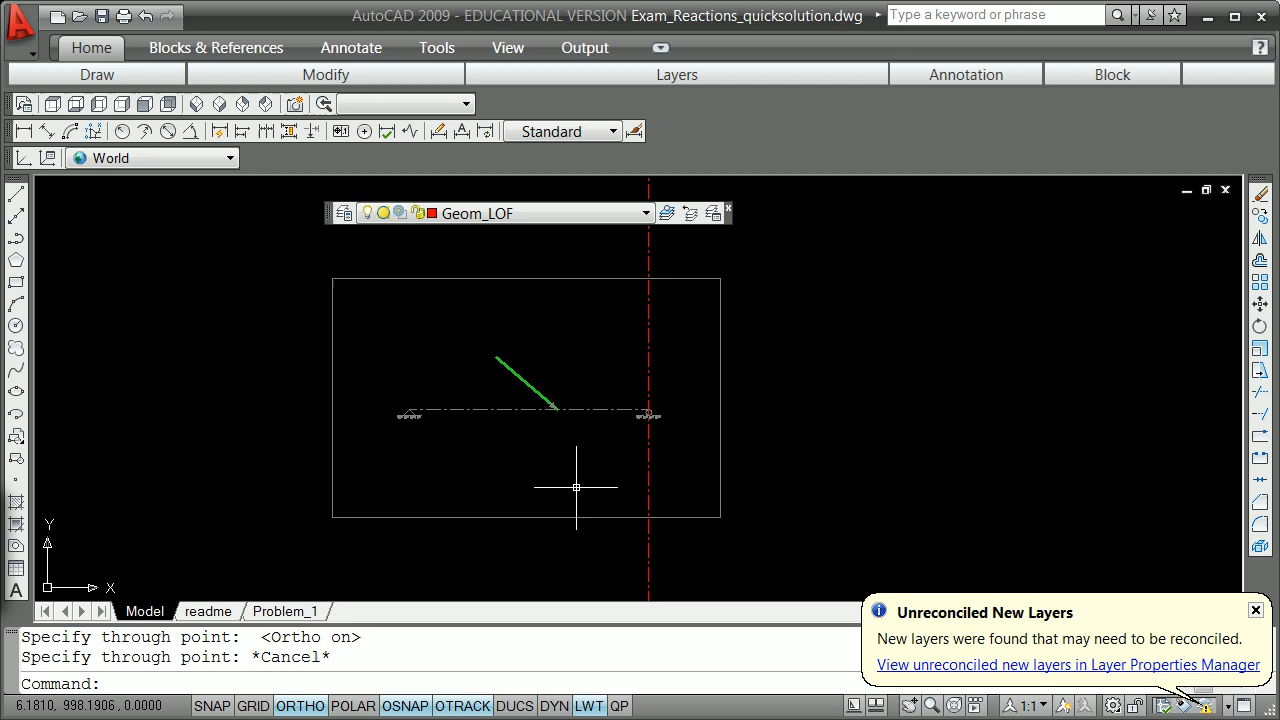 AutoCAD 2009 - EDUCATIONAL VERSION Exam_Reactions_quicksolution.dwg
Type a keyword or phrase
Home Blocks & References Annotate Tools View Output
Draw Modify Layers Annotation Block
Standard
World
Geom_LOF
Y
X
Model readme Problem_1
Specify through point: <Ortho on>
Specify through point: *Cancel*
Command:
Unreconciled New Layers
New layers were found that may need to be reconciled.
View unreconciled new layers in Layer Properties Manager
6.1810, 998.1906, 0.0000 SNAP GRID ORTHO POLAR OSNAP OTRACK DUCS DYN LWT QP 1:1